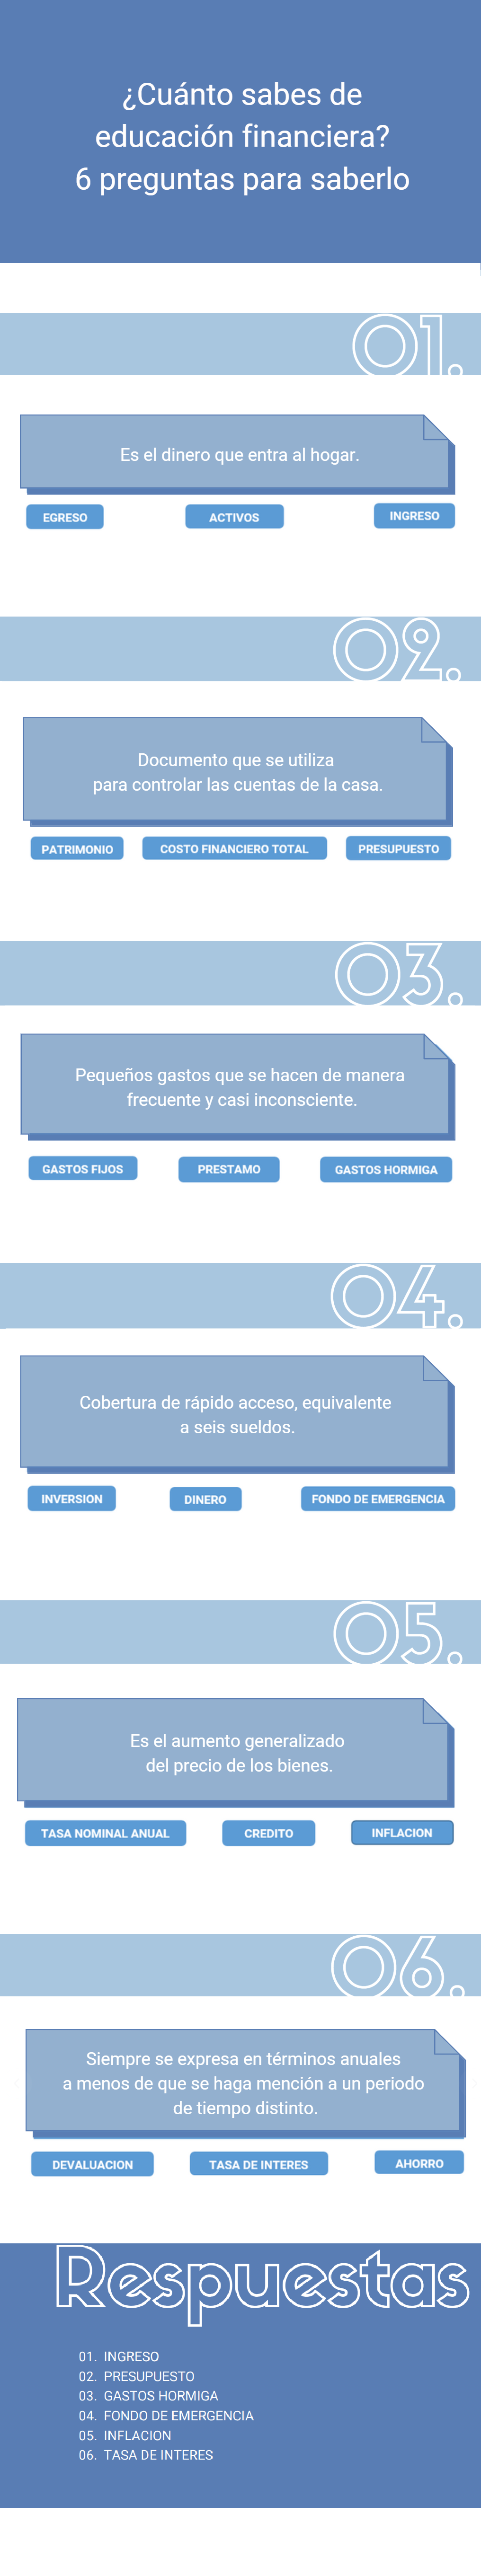 ¿Cuánto sabes de
educación financiera?
6 preguntas para saberlo
01.
Es el dinero que entra al hogar.
EGRESO ACTIVOS INGRESO
02.
Documento que se utiliza
para controlar las cuentas de la casa.
PATRIMONIO COSTO FINANCIERO TOTAL PRESUPUESTO
03.
Pequeños gastos que se hacen de manera
frecuente y casi inconsciente.
GASTOS FIJOS PRESTAMO GASTOS HORMIGA
04.
Cobertura de rápido acceso, equivalente
a seis sueldos.
INVERSION DINERO FONDO DE EMERGENCIA
05.
Es el aumento generalizado
del precio de los bienes.
TASA NOMINAL ANUAL CREDITO INFLACION
06.
Siempre se expresa en términos anuales
a menos de que se haga mención a un periodo
de tiempo distinto.
DEVALUACION TASA DE INTERES AHORRO
Respuestas
01. INGRESO
02. PRESUPUESTO
03. GASTOS HORMIGA
04. FONDO DE EMERGENCIA
05. INFLACION
06. TASA DE INTERES